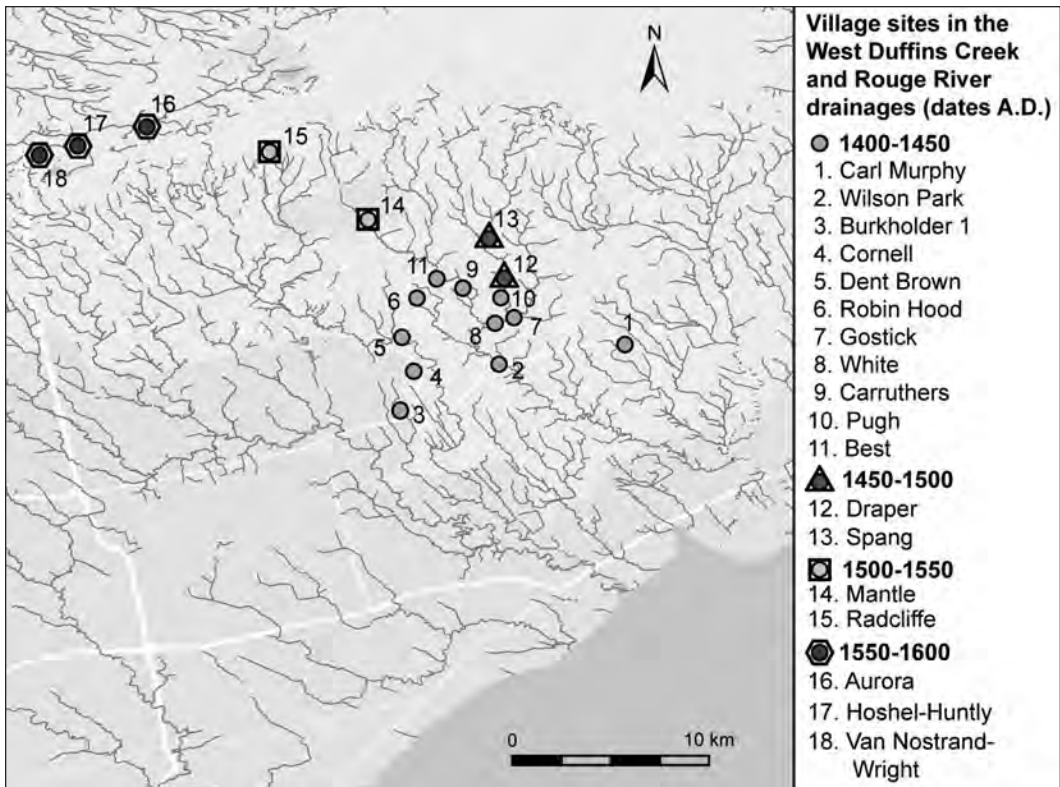 N
16
17
15
18
14
13
12
11
9
10
6
7
8
1
5
2
4
3
0 10 km
Village sites in the
West Duffins Creek
and Rouge River
drainages (dates A.D.)
1400-1450
1. Carl Murphy
2. Wilson Park
3. Burkholder 1
4. Cornell
5. Dent Brown
6. Robin Hood
7. Gostick
8. White
9. Carruthers
10. Pugh
11. Best
1450-1500
12. Draper
13. Spang
1500-1550
14. Mantle
15. Radcliffe
1550-1600
16. Aurora
17. Hoshel-Huntly
18. Van Nostrand-
Wright